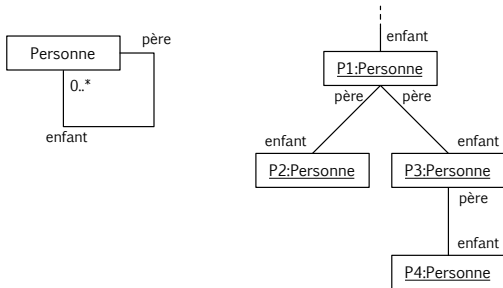 père
Personne
0..*
enfant
enfant
P1:Personne
père père
enfant enfant
P2:Personne P3:Personne
père
enfant
P4:Personne